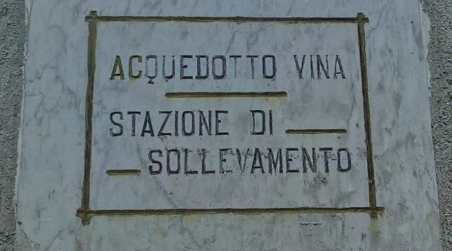 ACQUEDOTTO VINA
STAZIONE DI
SOLLEVAMENTO